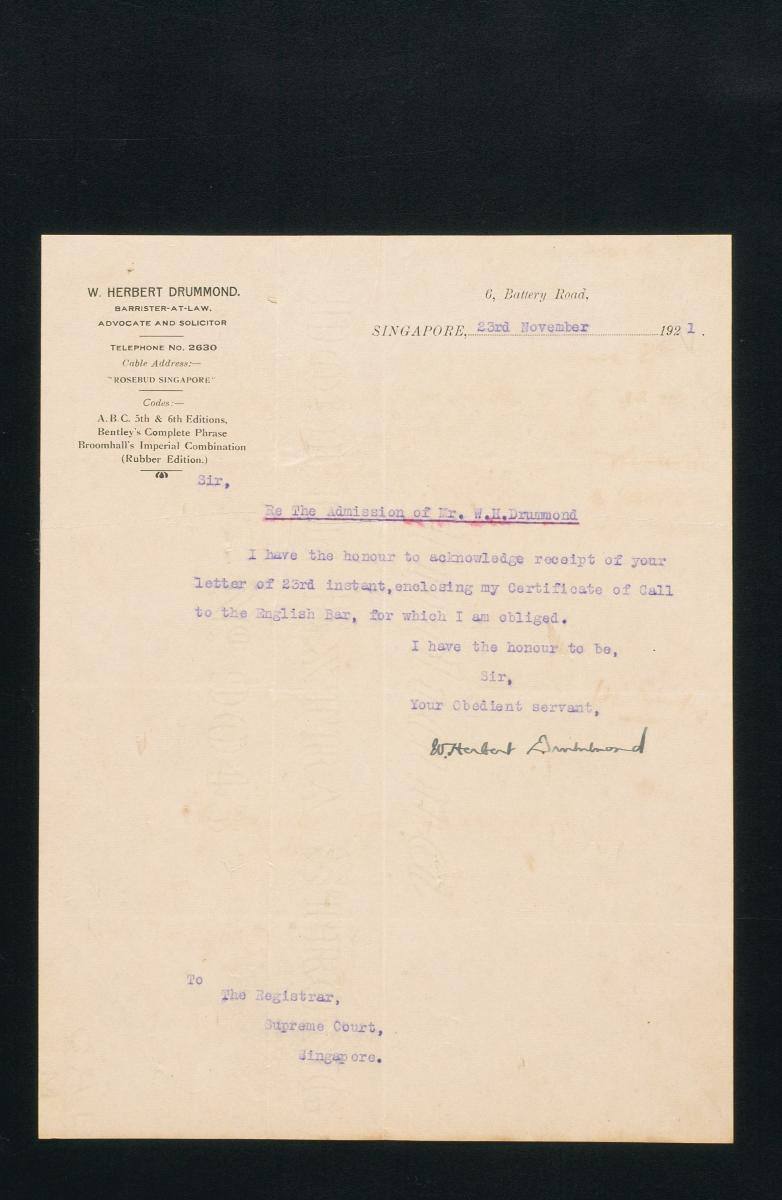 W. HERBERT DRUMMOND.
BARRISTER-AT-LAW,
ADVOCATE AND SOLICITOR
TELEPHONE NO. 2630
Cable Address:—
"ROSEBUD SINGAPORE"
Codes:—
A.B.C. 5th & 6th Editions,
Bentley's Complete Phrase
Broomhall's Imperial Combination
(Rubber Edition.)
6, Battery Road,
SINGAPORE, 23rd November 1921.
Sir,
Re The Admission of Mr. W.H.Drummond
I have the honour to acknowledge receipt of your
letter of 23rd instant,enclosing my Certificate of Call
to the English Bar, for which I am obliged.
I have the honour to be,
Sir,
Your Obedient servant,
W. Herbert Drummond
To
The Registrar,
Supreme Court,
Singapore.